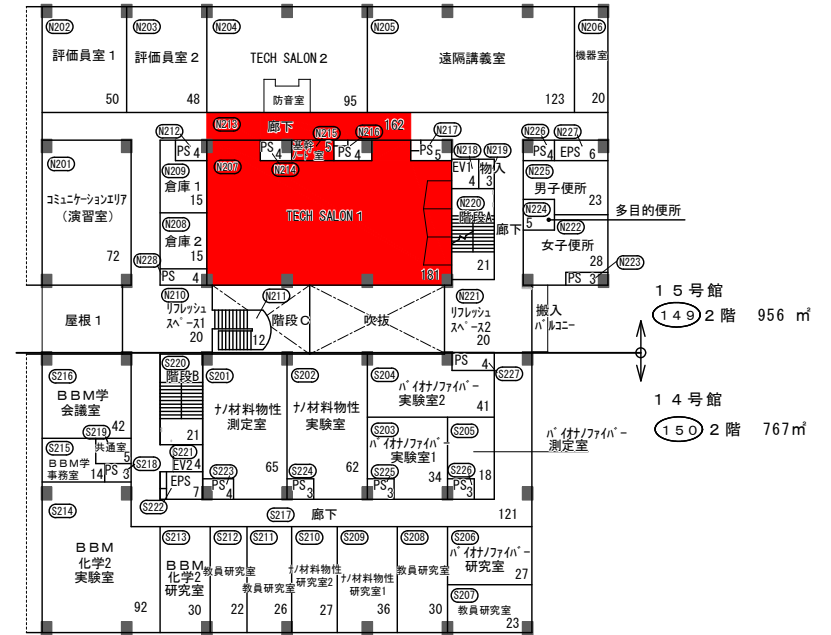 N202
評価員室1
50
N203
評価員室2
48
N204
TECH SALON2
防音室
95
N205
遠隔講義室
123
N206
機器室
20
N213
廊下
162
N212
PS 4
N215
5
基幹
ノード室
N214
PS
4
N216
PS 4
N217
PS
5
N218
EV1
4
N219
物入
3
N226
PS
4
N227
EPS 6
N201
コミュニケーションエリア
(演習室)
72
N209
倉庫1
15
N208
倉庫2
15
N228
PS 4
N207
TECH SALON1
181
N220
階段A
21
廊下
N225
男子便所
23
N224
5
多目的便所
N222
女子便所
28
N223
PS 3
屋根1
N210
リフレッシュ
スペース1
20
N211
階段C
12
吹抜
N221
リフレッシュ
スペース2
20
搬入
バルコニー
15号館
149 2階 956 ㎡
14号館
150 2階 767㎡
S216
BBM学
会議室
42
S220
階段B
21
S201
ナノ材料物性
測定室
65
S202
ナノ材料物性
実験室
62
S204
バイオナノファイバー
実験室2
41
PS
4
S227
S203
バイオナノファイバー
実験室1
34
S205
18
バイオナノファイバー
測定室
S219
共通室
5
S215
BBM学
事務室
14
S218
PS 3
S221
EV2 4
EPS
7
S222
S223
PS
4
S224
PS
3
S225
PS
3
S226
PS
3
S217
廊下
121
S214
BBM
化学2
実験室
92
S213
BBM
化学2
研究室
30
S212
教員研究室
22
S211
教員研究室
26
S210
ナノ材料物性
研究室2
27
S209
ナノ材料物性
研究室1
36
S208
教員研究室
30
S206
バイオナノファイバー
研究室
27
S207
教員研究室
23